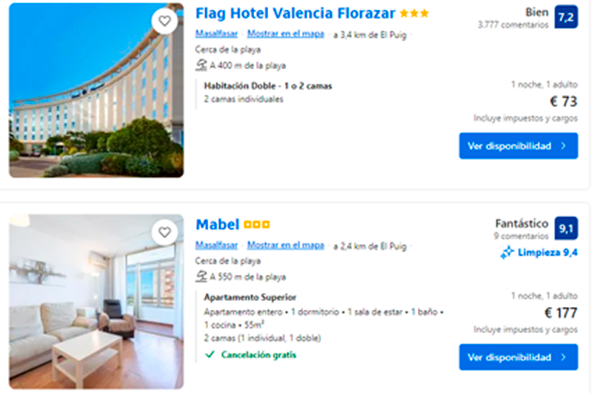 Flag Hotel Valencia Florazar
Masalfasar · Mostrar en el mapa · a 3,4 km de El Puig
Cerca de la playa
A 400 m de la playa
Habitación Doble - 1 o 2 camas
2 camas individuales
Bien 7,2
3.777 comentarios
1 noche, 1 adulto
€ 73
Incluye impuestos y cargos
Ver disponibilidad
Mabel
Masalfasar · Mostrar en el mapa · a 2,4 km de El Puig
Cerca de la playa
A 550 m de la playa
Apartamento Superior
Apartamento entero • 1 dormitorio • 1 sala de estar • 1 baño •
1 cocina • 55m²
2 camas (1 individual, 1 doble)
Cancelación gratis
Fantástico 9,1
9 comentarios
Limpieza 9,4
1 noche, 1 adulto
€ 177
Incluye impuestos y cargos
Ver disponibilidad